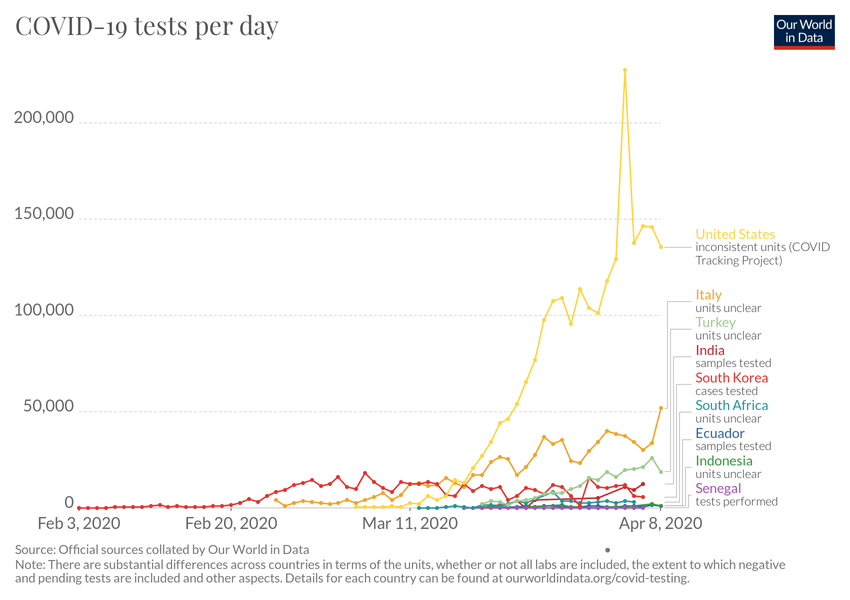 COVID-19 tests per day
Our World
in Data
200,000
150,000
100,000
50,000
0
Feb 3, 2020
Feb 20, 2020
Mar 11, 2020
Apr 8, 2020
United States
inconsistent units (COVID
Tracking Project)
Italy
units unclear
Turkey
units unclear
India
samples tested
South Korea
cases tested
South Africa
units unclear
Ecuador
samples tested
Indonesia
units unclear
Senegal
tests performed
Source: Official sources collated by Our World in Data
Note: There are substantial differences across countries in terms of the units, whether or not all labs are included, the extent to which negative
and pending tests are included and other aspects. Details for each country can be found at ourworldindata.org/covid-testing.